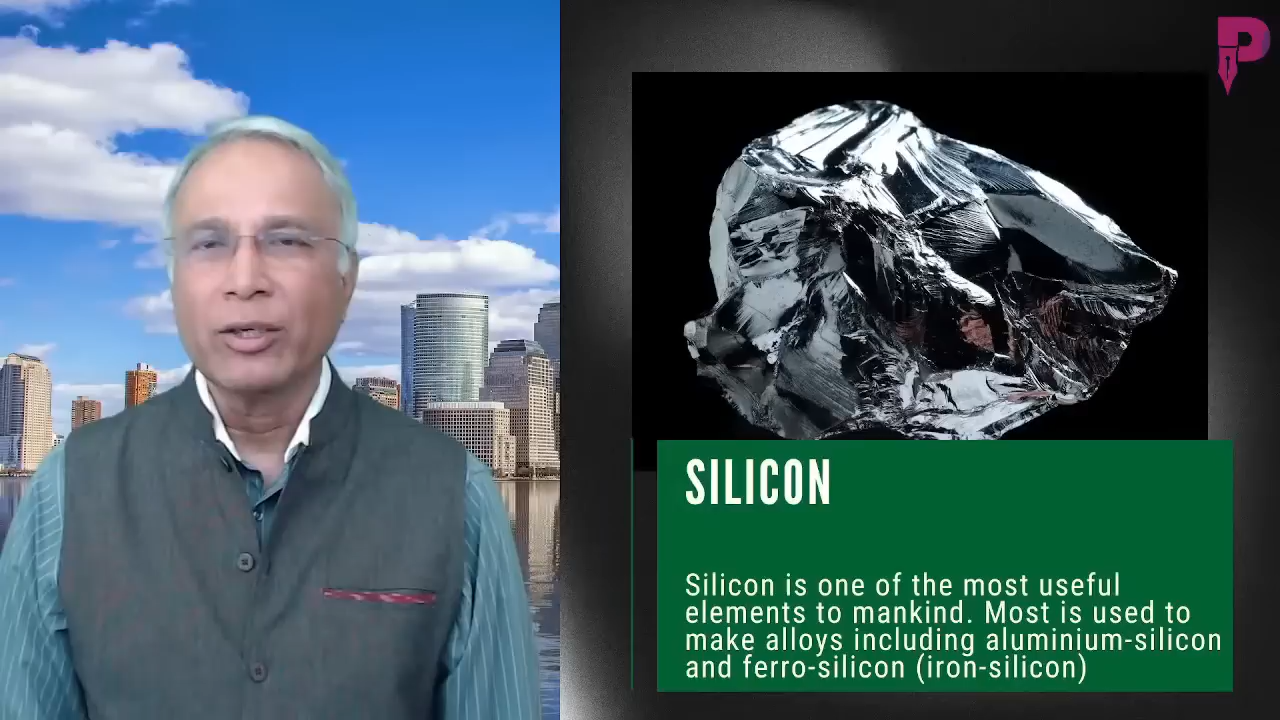 SILICON
Silicon is one of the most useful
elements to mankind. Most is used to
make alloys including aluminium-silicon
and ferro-silicon (iron-silicon)